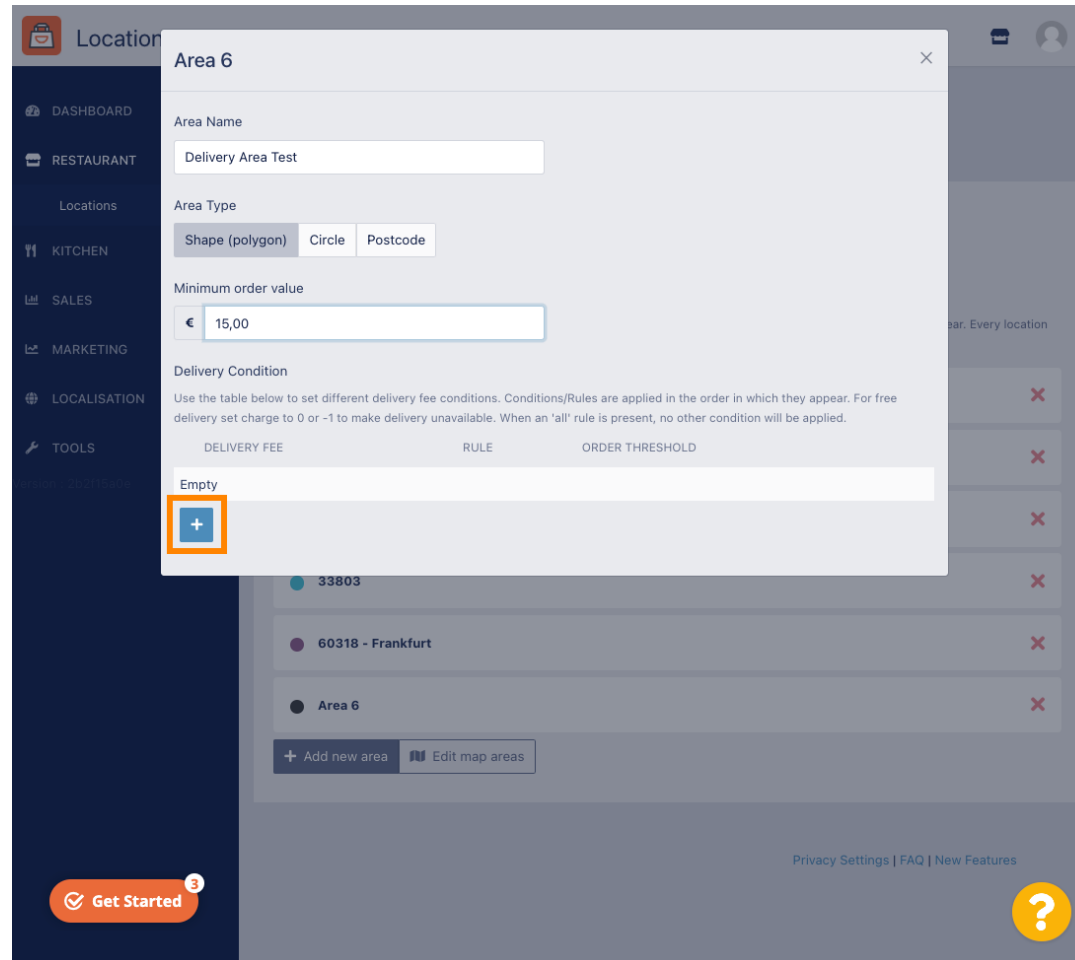 Location
Area 6
DASHBOARD
RESTAURANT
Locations
KITCHEN
SALES
MARKETING
LOCALISATION
TOOLS
Area Name
Delivery Area Test
Area Type
Shape (polygon) Circle Postcode
Minimum order value
€ 15,00
ear. Every location
Delivery Condition
Use the table below to set different delivery fee conditions. Conditions/Rules are applied in the order in which they appear. For free
delivery set charge to 0 or -1 to make delivery unavailable. When an 'all' rule is present, no other condition will be applied.
DELIVERY FEE RULE ORDER THRESHOLD
Empty
+
33803
60318 - Frankfurt
Area 6
+ Add new area Edit map areas
Privacy Settings | FAQ | New Features
Get Started 3
?